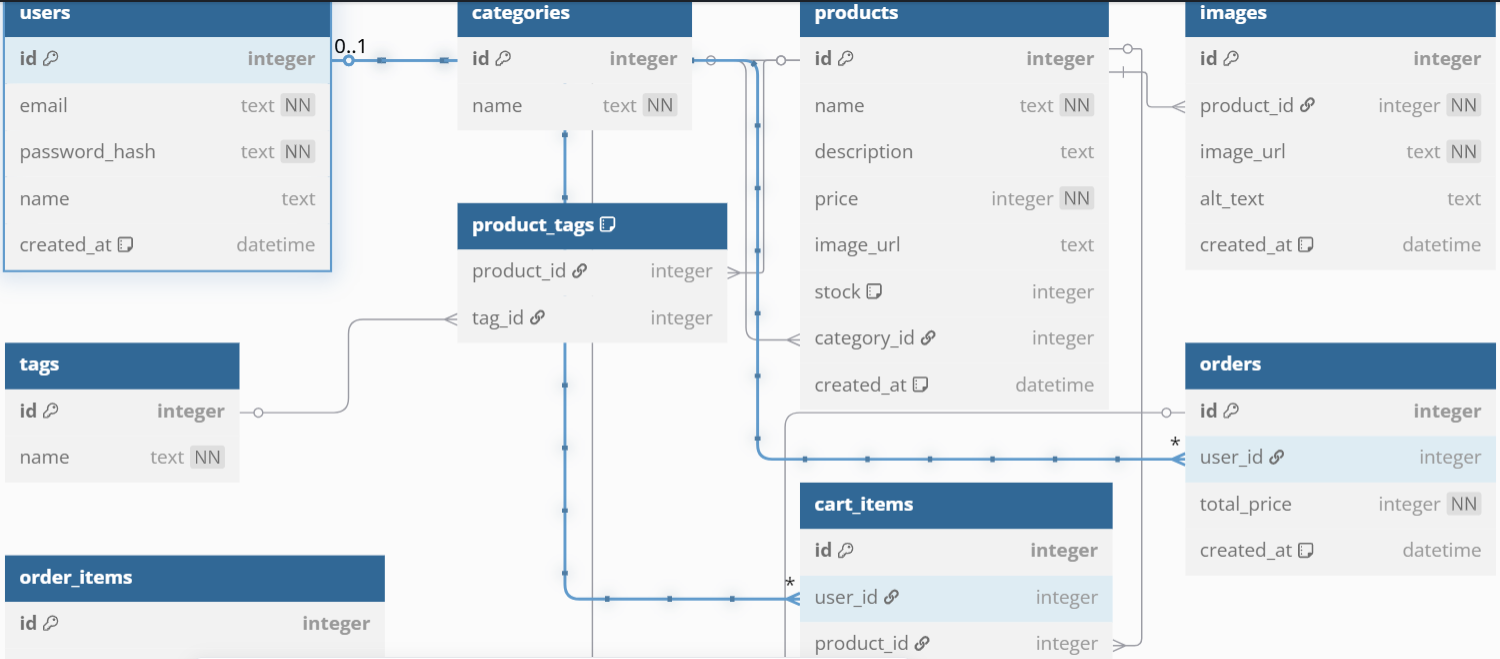 users
id integer
email text NN
password_hash text NN
name text
created_at datetime
0..1
categories
id integer
name text NN
products
id integer
name text NN
description text
price integer NN
image_url text
stock integer
category_id integer
created_at datetime
images
id integer
product_id integer NN
image_url text NN
alt_text text
created_at datetime
product_tags
product_id integer
tag_id integer
tags
id integer
name text NN
orders
id integer
*
user_id integer
total_price integer NN
created_at datetime
cart_items
id integer
*
user_id integer
product_id integer
order_items
id integer